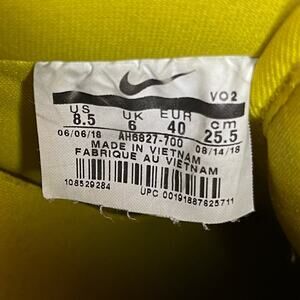 VO2
US UK EUR cm
8.5 6 40 25.5
06/06/18 AH6827-700 08/14/18
MADE IN VIETNAM
FABRIQUE AU VIETNAM
108529284
UPC 00191887625711